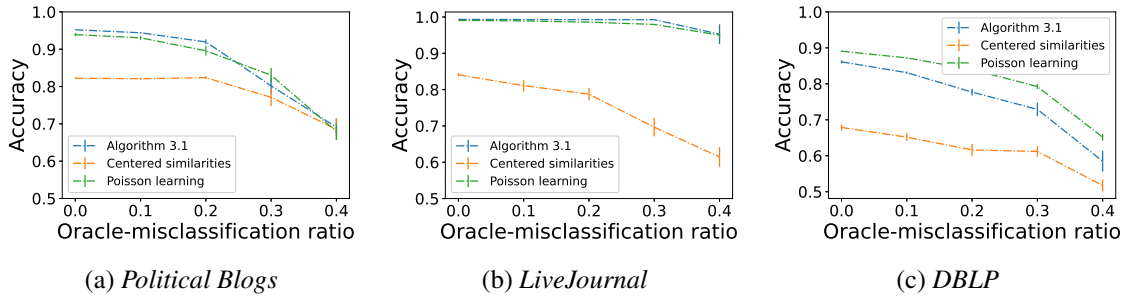 1.0
0.9
0.8
0.7
0.6
0.5
Accuracy
Algorithm 3.1
Centered similarities
Poisson learning
0.0 0.1 0.2 0.3 0.4
Oracle-misclassification ratio
(a) Political Blogs
1.0
0.9
0.8
0.7
0.6
0.5
Accuracy
Algorithm 3.1
Centered similarities
Poisson learning
0.0 0.1 0.2 0.3 0.4
Oracle-misclassification ratio
(b) LiveJournal
1.0
0.9
0.8
0.7
0.6
0.5
Accuracy
Algorithm 3.1
Centered similarities
Poisson learning
0.0 0.1 0.2 0.3 0.4
Oracle-misclassification ratio
(c) DBLP